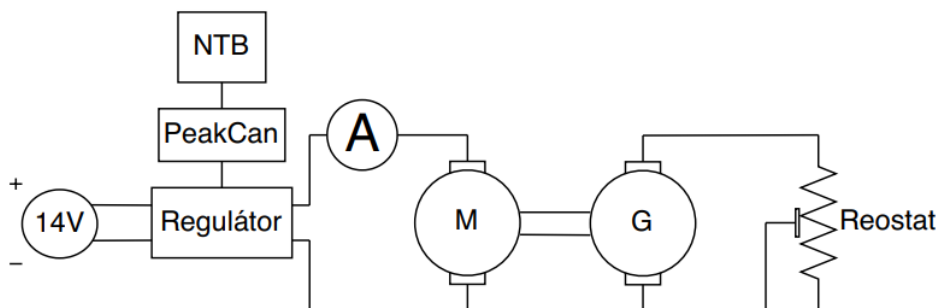 NTB
PeakCan
A
+
14V
Regulátor
M
G
Reostat
−